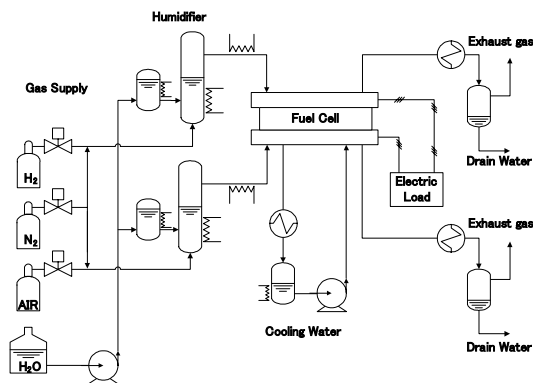 Humidifier
Exhaust gas
Gas Supply
Fuel Cell
H₂
Drain Water
Electric
Load
N₂
Exhaust gas
AIR
Cooling Water
H₂O
Drain Water